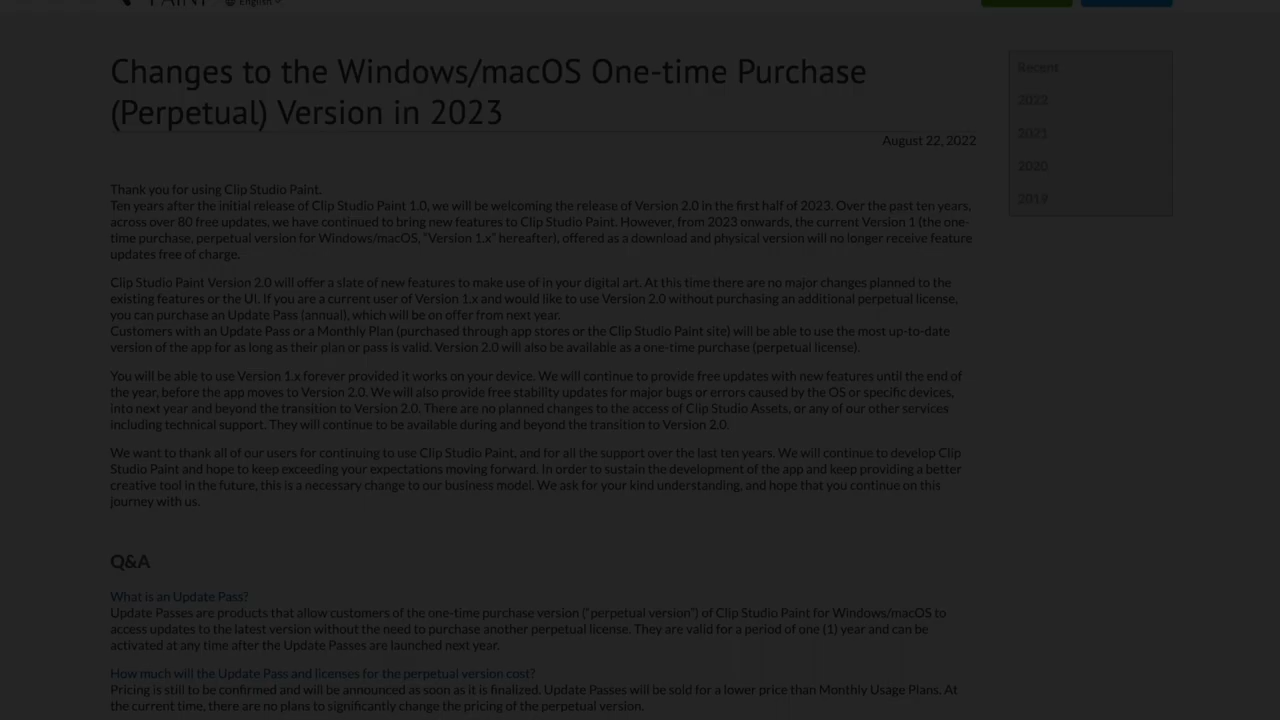 English
Changes to the Windows/macOS One-time Purchase
(Perpetual) Version in 2023
August 22, 2022
Recent
2022
2021
2020
2019
Thank you for using Clip Studio Paint.
Ten years after the initial release of Clip Studio Paint 1.0, we will be welcoming the release of Version 2.0 in the first half of 2023. Over the past ten years,
across over 80 free updates, we have continued to bring new features to Clip Studio Paint. However, from 2023 onwards, the current Version 1 (the one-
time purchase, perpetual version for Windows/macOS, "Version 1.x" hereafter), offered as a download and physical version will no longer receive feature
updates free of charge.
Clip Studio Paint Version 2.0 will offer a slate of new features to make use of in your digital art. At this time there are no major changes planned to the
existing features or the UI. If you are a current user of Version 1.x and would like to use Version 2.0 without purchasing an additional perpetual license,
you can purchase an Update Pass (annual), which will be on offer from next year.
Customers with an Update Pass or a Monthly Plan (purchased through app stores or the Clip Studio Paint site) will be able to use the most up-to-date
version of the app for as long as their plan or pass is valid. Version 2.0 will also be available as a one-time purchase (perpetual license).
You will be able to use Version 1.x forever provided it works on your device. We will continue to provide free updates with new features until the end of
the year, before the app moves to Version 2.0. We will also provide free stability updates for major bugs or errors caused by the OS or specific devices,
into next year and beyond the transition to Version 2.0. There are no planned changes to the access of Clip Studio Assets, or any of our other services
including technical support. They will continue to be available during and beyond the transition to Version 2.0.
We want to thank all of our users for continuing to use Clip Studio Paint, and for all the support over the last ten years. We will continue to develop Clip
Studio Paint and hope to keep exceeding your expectations moving forward. In order to sustain the development of the app and keep providing a better
creative tool in the future, this is a necessary change to our business model. We ask for your kind understanding, and hope that you continue on this
journey with us.
Q&A
What is an Update Pass?
Update Passes are products that allow customers of the one-time purchase version ("perpetual version") of Clip Studio Paint for Windows/macOS to
access updates to the latest version without the need to purchase another perpetual license. They are valid for a period of one (1) year and can be
activated at any time after the Update Passes are launched next year.
How much will the Update Pass and licenses for the perpetual version cost?
Pricing is still to be confirmed and will be announced as soon as it is finalized. Update Passes will be sold for a lower price than Monthly Usage Plans. At
the current time, there are no plans to significantly change the pricing of the perpetual version.